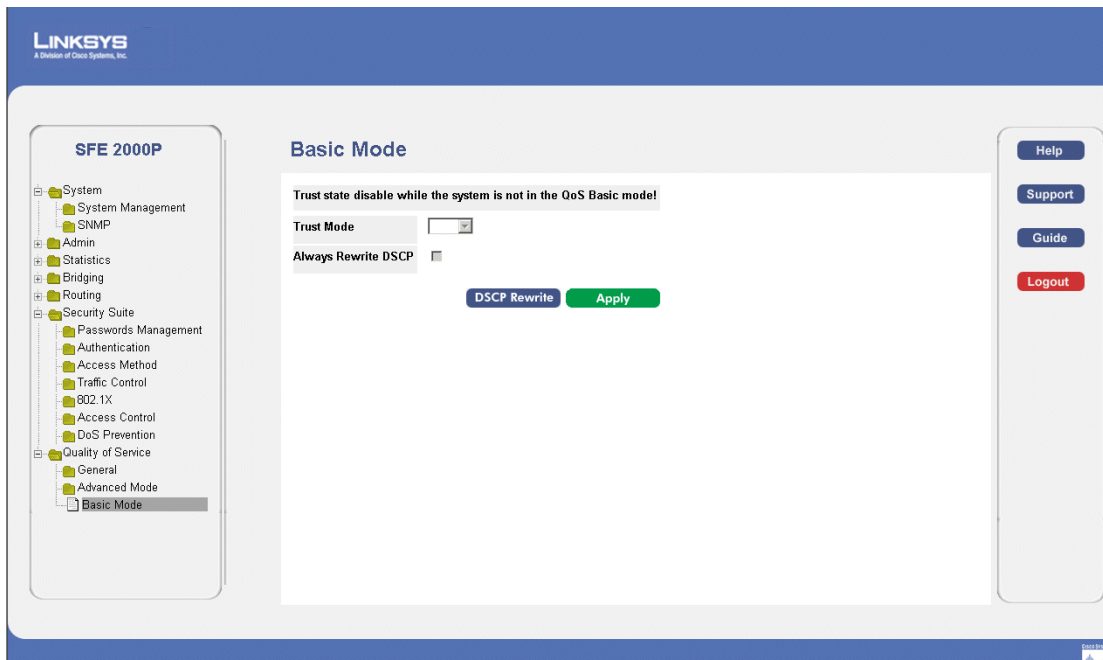 LINKSYS
A Division of Cisco Systems, Inc.
SFE 2000P
System
System Management
SNMP
Admin
Statistics
Bridging
Routing
Security Suite
Passwords Management
Authentication
Access Method
Traffic Control
802.1X
Access Control
DoS Prevention
Quality of Service
General
Advanced Mode
Basic Mode
Basic Mode
Trust state disable while the system is not in the QoS Basic mode!
Trust Mode
Always Rewrite DSCP
DSCP Rewrite
Apply
Help
Support
Guide
Logout